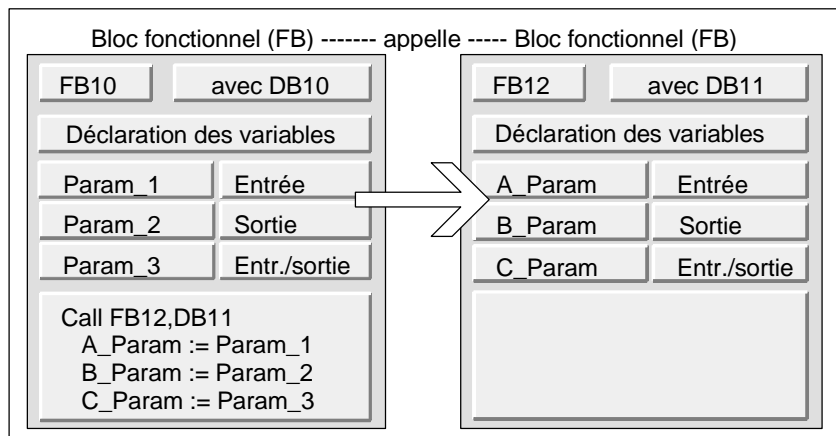 Bloc fonctionnel (FB) ------- appelle ----- Bloc fonctionnel (FB)
FB10 avec DB10
Déclaration des variables
Param_1 Entrée
Param_2 Sortie
Param_3 Entr./sortie
Call FB12,DB11
A_Param := Param_1
B_Param := Param_2
C_Param := Param_3
FB12 avec DB11
Déclaration des variables
A_Param Entrée
B_Param Sortie
C_Param Entr./sortie